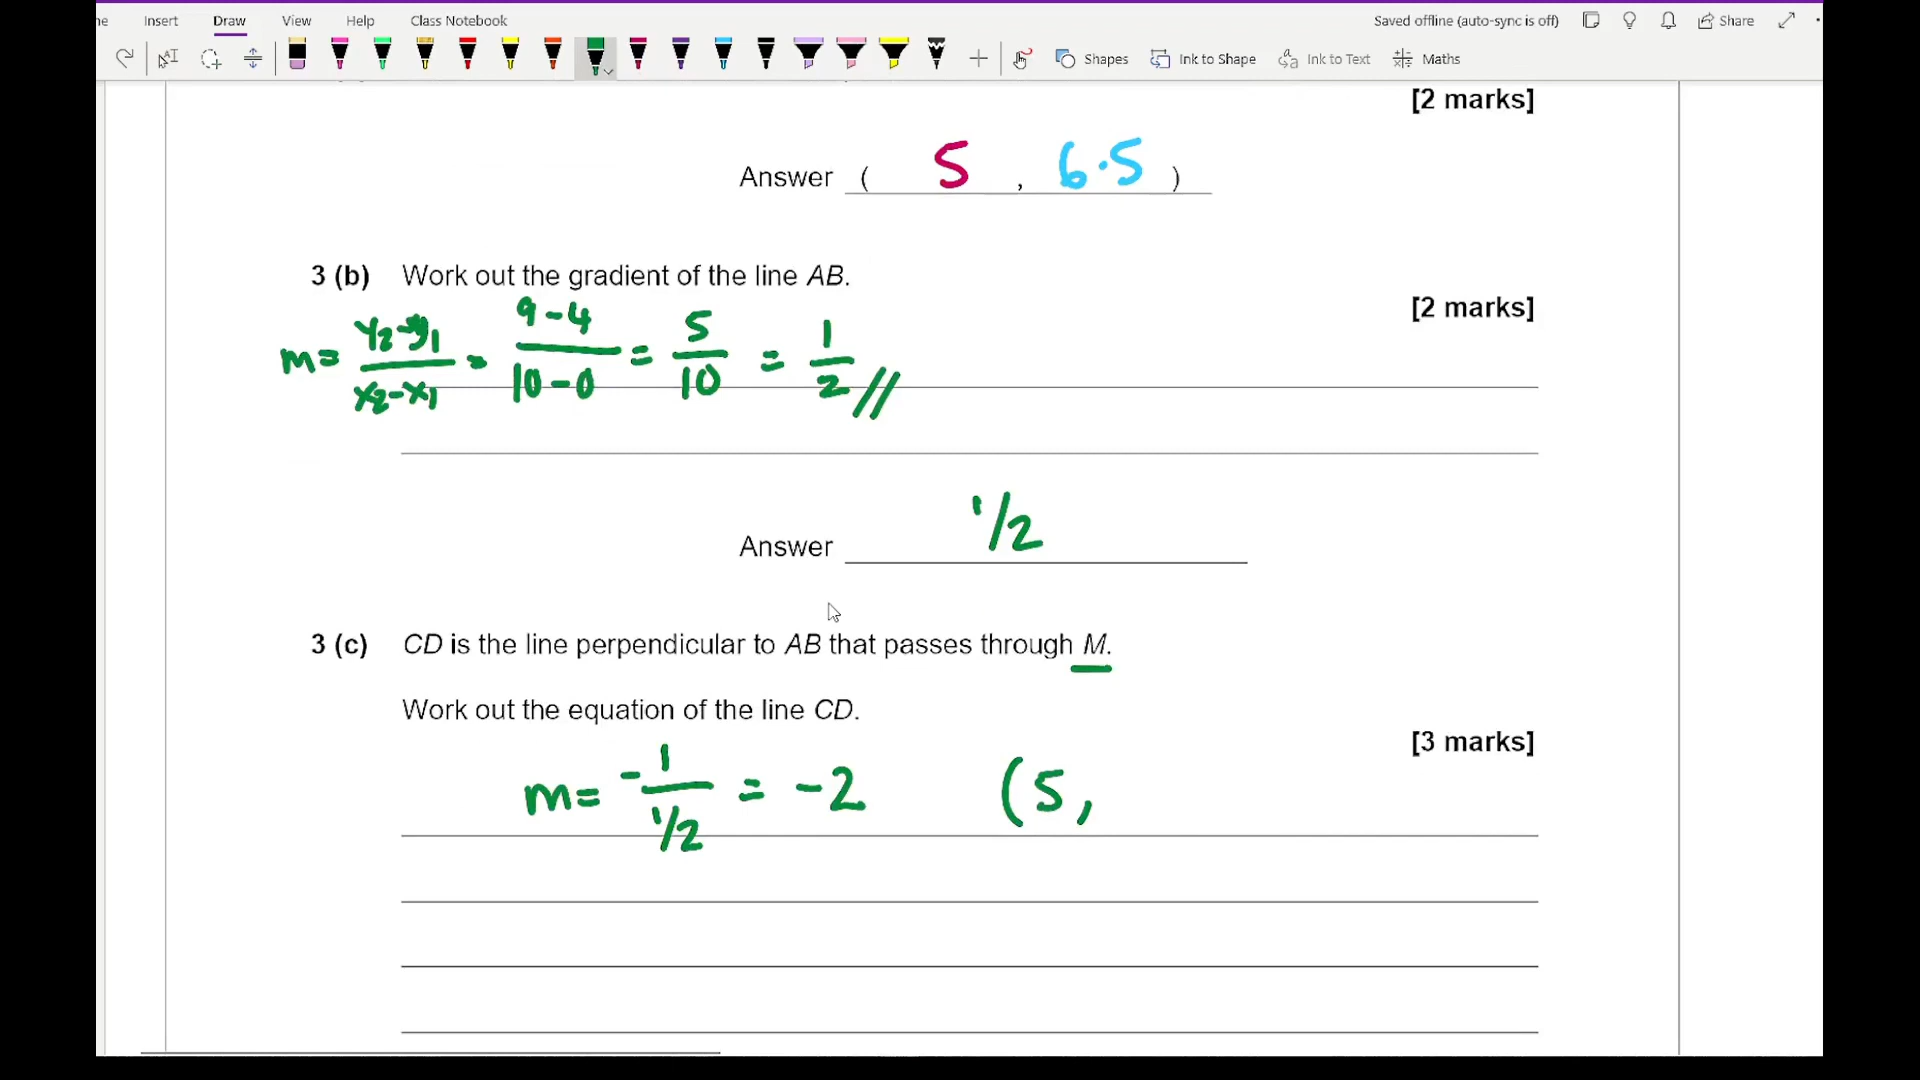 Insert Draw View Help Class Notebook Saved offline (auto-sync is off) Share
Shapes Ink to Shape Ink to Text Maths
[2 marks]
Answer ( 5 , 6.5 )
3 (b) Work out the gradient of the line AB.
[2 marks]
m = y₂-y₁/x₂-x₁ = 9-4/10-0 = 5/10 = 1/2 //
Answer 1/2
3 (c) CD is the line perpendicular to AB that passes through M.
Work out the equation of the line CD.
[3 marks]
m = -1/1/2 = -2 (5,